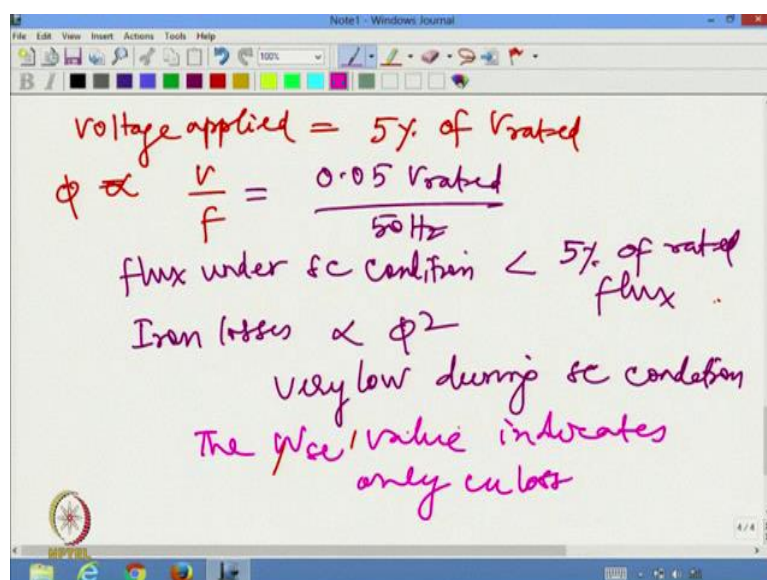 Note1 - Windows Journal
File Edit View Insert Actions Tools Help
100%
B I
voltage applied = 5% of Vrated
φ ∝ V/f = 0.05 Vrated / 50 Hz
flux under sc condition < 5% of rated
flux
Iron losses ∝ φ²
very low during sc condition
The Wsc value indicates
only cu loss
4/4
NPTEL